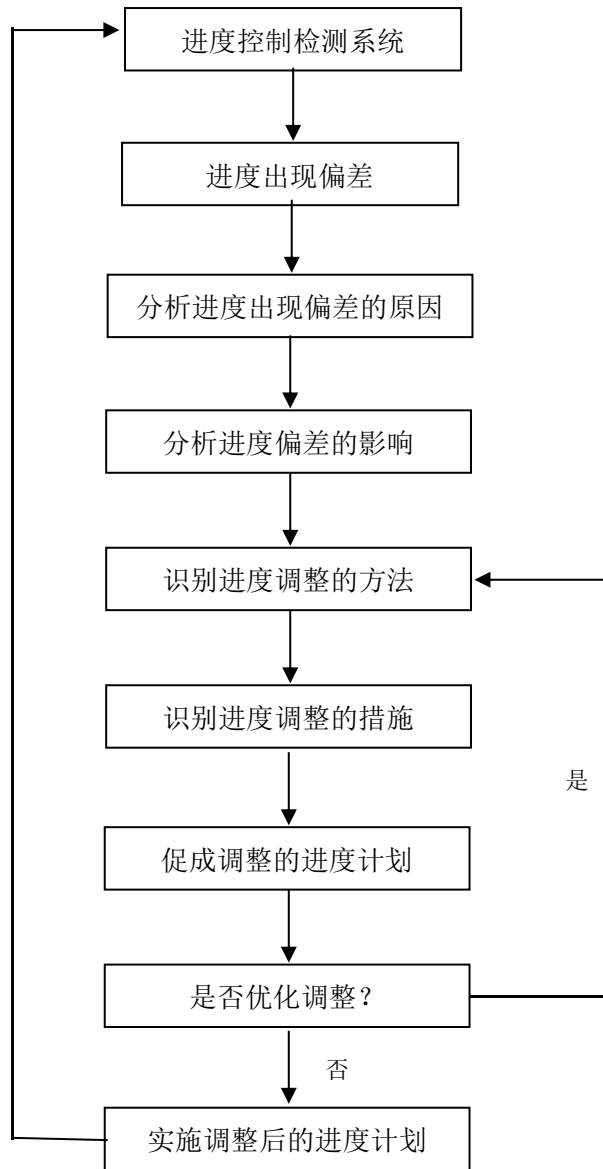 进度控制检测系统
进度出现偏差
分析进度出现偏差的原因
分析进度偏差的影响
识别进度调整的方法
识别进度调整的措施
是
促成调整的进度计划
是否优化调整？
否
实施调整后的进度计划